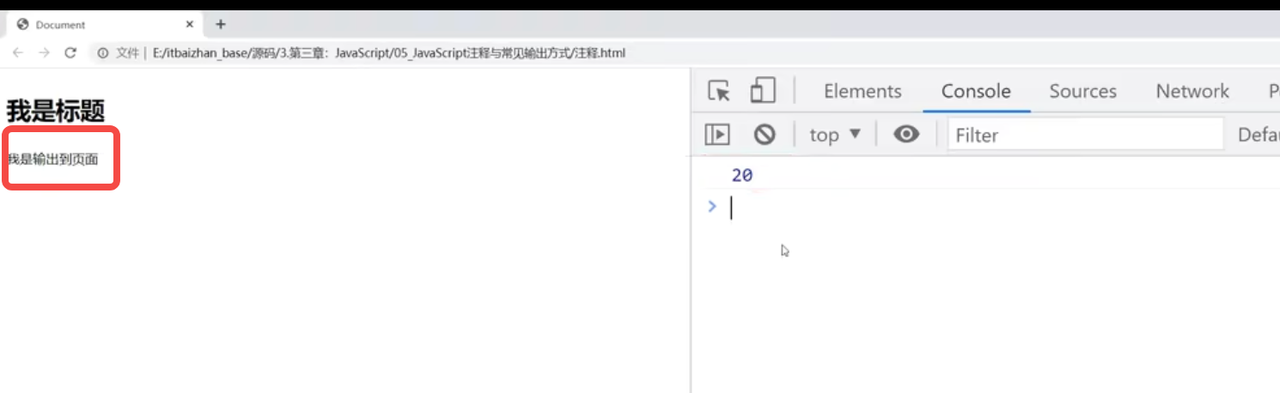 Document
文件 | E:/itbaizhan_base/源码/3.第三章：JavaScript/05_JavaScript注释与常见输出方式/注释.html
我是标题
我是输出到页面
Elements Console Sources Network P
top Filter Defau
20